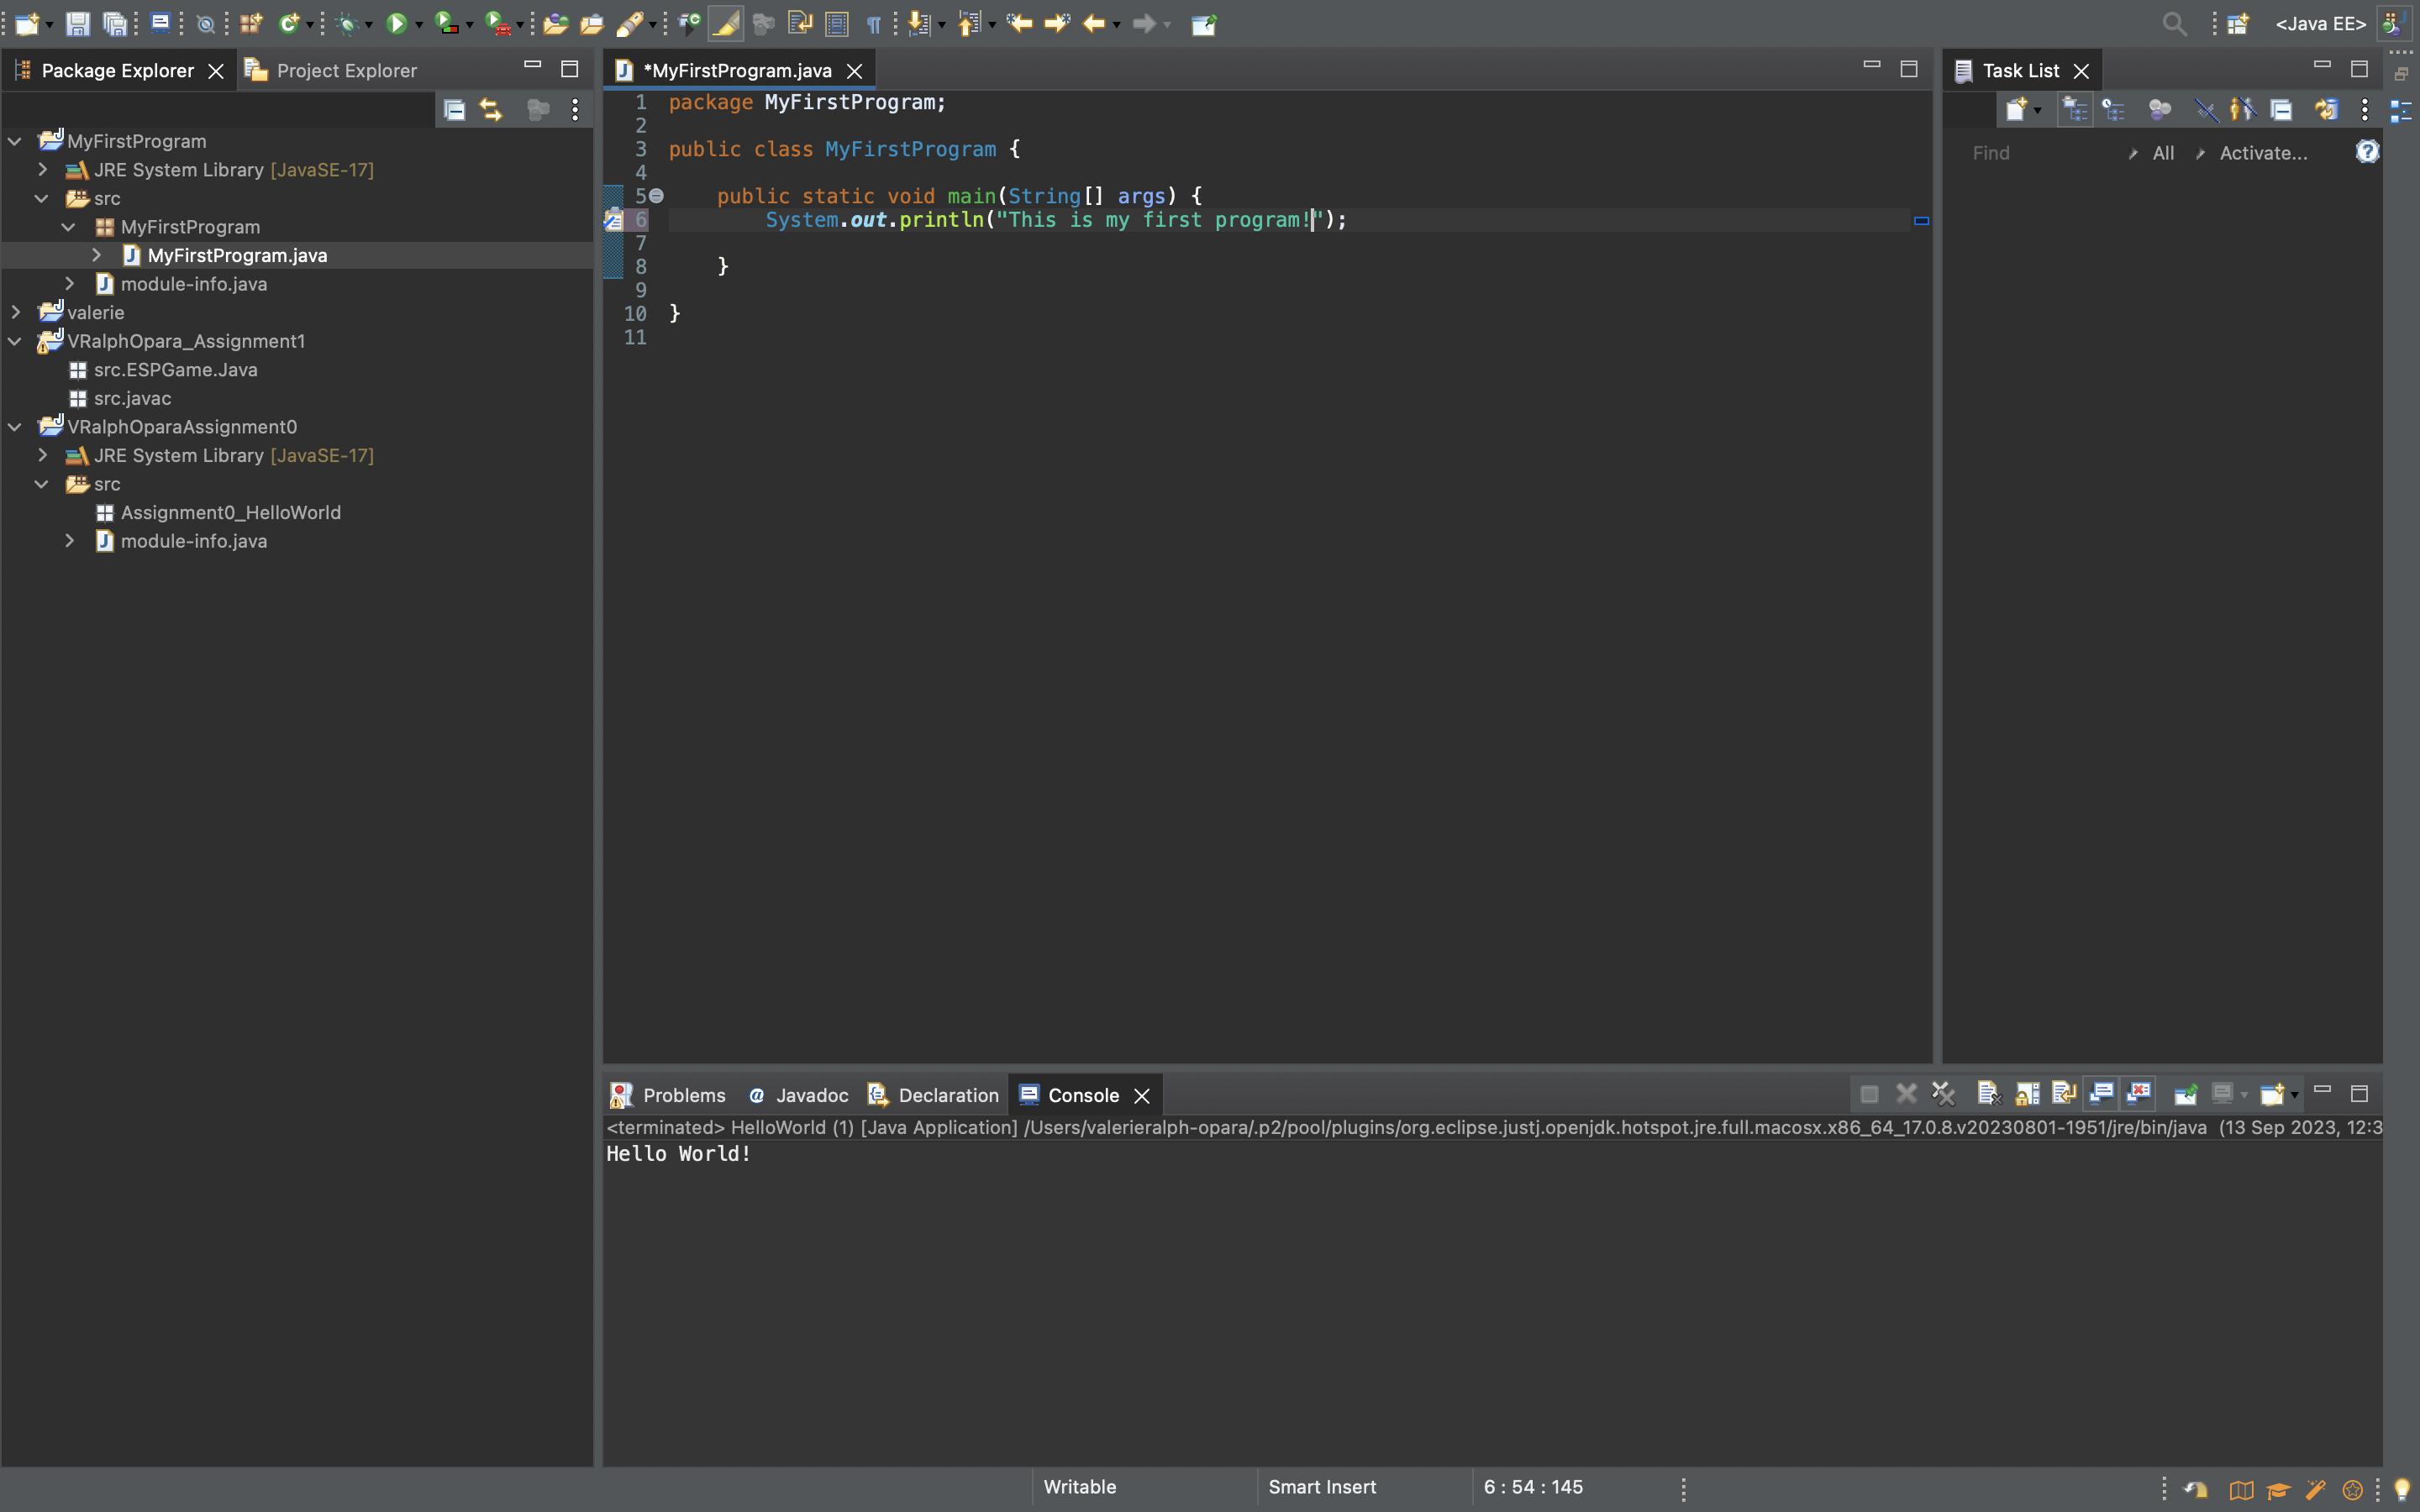 <Java EE>
Package Explorer
Project Explorer
MyFirstProgram
JRE System Library [JavaSE-17]
src
MyFirstProgram
MyFirstProgram.java
module-info.java
valerie
VRalphOpara_Assignment1
src.ESPGame.Java
src.javac
VRalphOparaAssignment0
JRE System Library [JavaSE-17]
src
Assignment0_HelloWorld
module-info.java
*MyFirstProgram.java
1 package MyFirstProgram;
2
3 public class MyFirstProgram {
4
5 public static void main(String[] args) {
6 System.out.println("This is my first program!");
7
8 }
9
10 }
11
Task List
Find All Activate...
Problems Javadoc Declaration Console
<terminated> HelloWorld (1) [Java Application] /Users/valerieralph-opara/.p2/pool/plugins/org.eclipse.justj.openjdk.hotspot.jre.full.macosx.x86_64_17.0.8.v20230801-1951/jre/bin/java (13 Sep 2023, 12:3
Hello World!
Writable Smart Insert 6 : 54 : 145